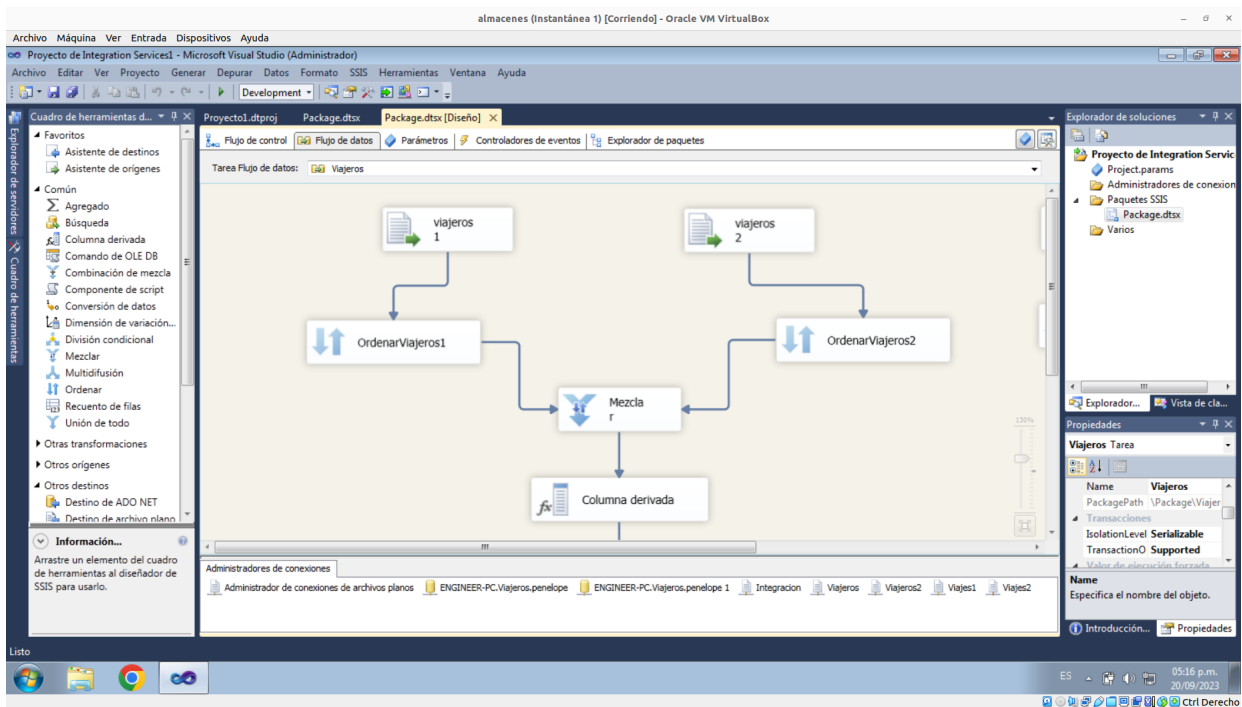 almacenes (Instantánea 1) [Corriendo] - Oracle VM VirtualBox
Archivo Máquina Ver Entrada Dispositivos Ayuda
Proyecto de Integration Services1 - Microsoft Visual Studio (Administrador)
Archivo Editar Ver Proyecto Generar Depurar Datos Formato SSIS Herramientas Ventana Ayuda
Development
Explorador de servidores
Cuadro de herramientas
Cuadro de herramientas d...
Favoritos
Asistente de destinos
Asistente de orígenes
Común
Agregado
Búsqueda
Columna derivada
Comando de OLE DB
Combinación de mezcla
Componente de script
Conversión de datos
Dimensión de variación...
División condicional
Mezclar
Multidifusión
Ordenar
Recuento de filas
Unión de todo
Otras transformaciones
Otros orígenes
Otros destinos
Destino de ADO NET
Destino de archivo plano
Información...
Arrastre un elemento del cuadro
de herramientas al diseñador de
SSIS para usarlo.
Proyecto1.dtproj Package.dtsx Package.dtsx [Diseño]
Flujo de control Flujo de datos Parámetros Controladores de eventos Explorador de paquetes
Tarea Flujo de datos: Viajeros
viajeros
1
viajeros
2
OrdenarViajeros1
OrdenarViajeros2
Mezcla
r
Columna derivada
Administradores de conexiones
Administrador de conexiones de archivos planos ENGINEER-PC.Viajeros.penelope ENGINEER-PC.Viajeros.penelope 1 Integracion Viajeros Viajeros2 Viajes1 Viajes2
Explorador de soluciones
Proyecto de Integration Servic
Project.params
Administradores de conexion
Paquetes SSIS
Package.dtsx
Varios
Explorador... Vista de cla...
Propiedades
Viajeros Tarea
Name Viajeros
PackagePath \Package\Viajer
Transacciones
IsolationLevel Serializable
TransactionO Supported
Valor de ejecución forzada
Name
Especifica el nombre del objeto.
Introducción... Propiedades
Listo
ES
05:16 p.m.
20/09/2023
Ctrl Derecho